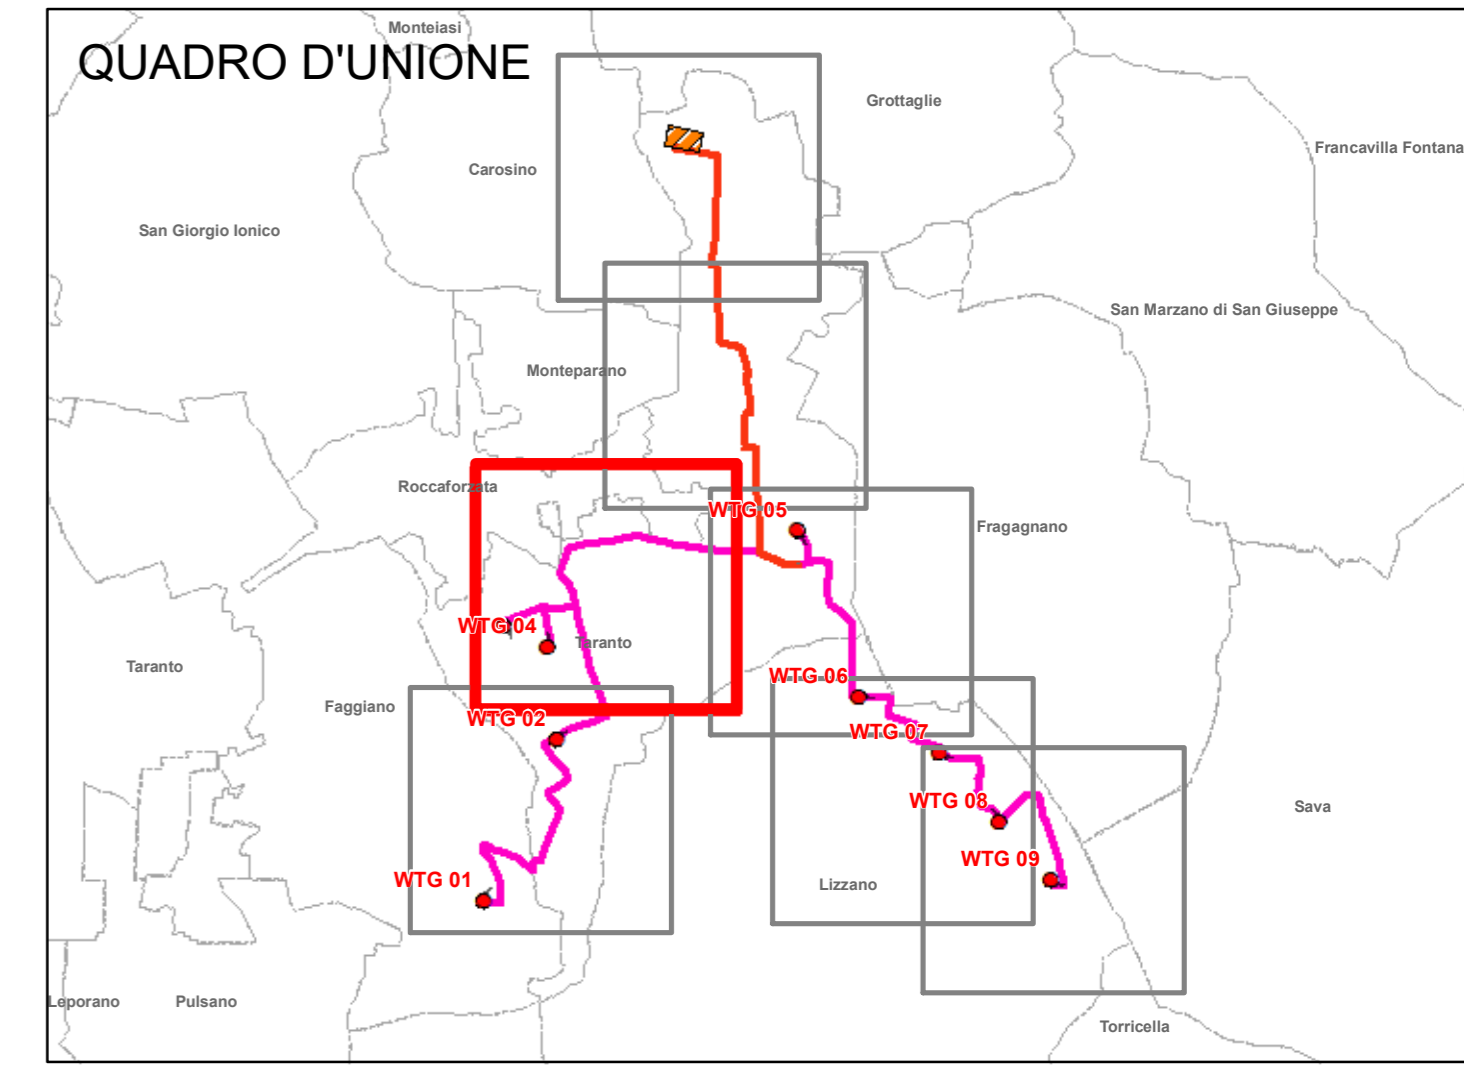 Monteiasi
QUADRO D'UNIONE
Grottaglie
Francavilla Fontana
Carosino
San Giorgio Ionico
San Marzano di San Giuseppe
Monteparano
Roccaforzata
WTG 05
Fragagnano
WTG 04
Taranto
Taranto
WTG 06
Faggiano
WTG 02
WTG 07
WTG 08
Sava
WTG 09
WTG 01
Lizzano
Leporano
Pulsano
Torricella